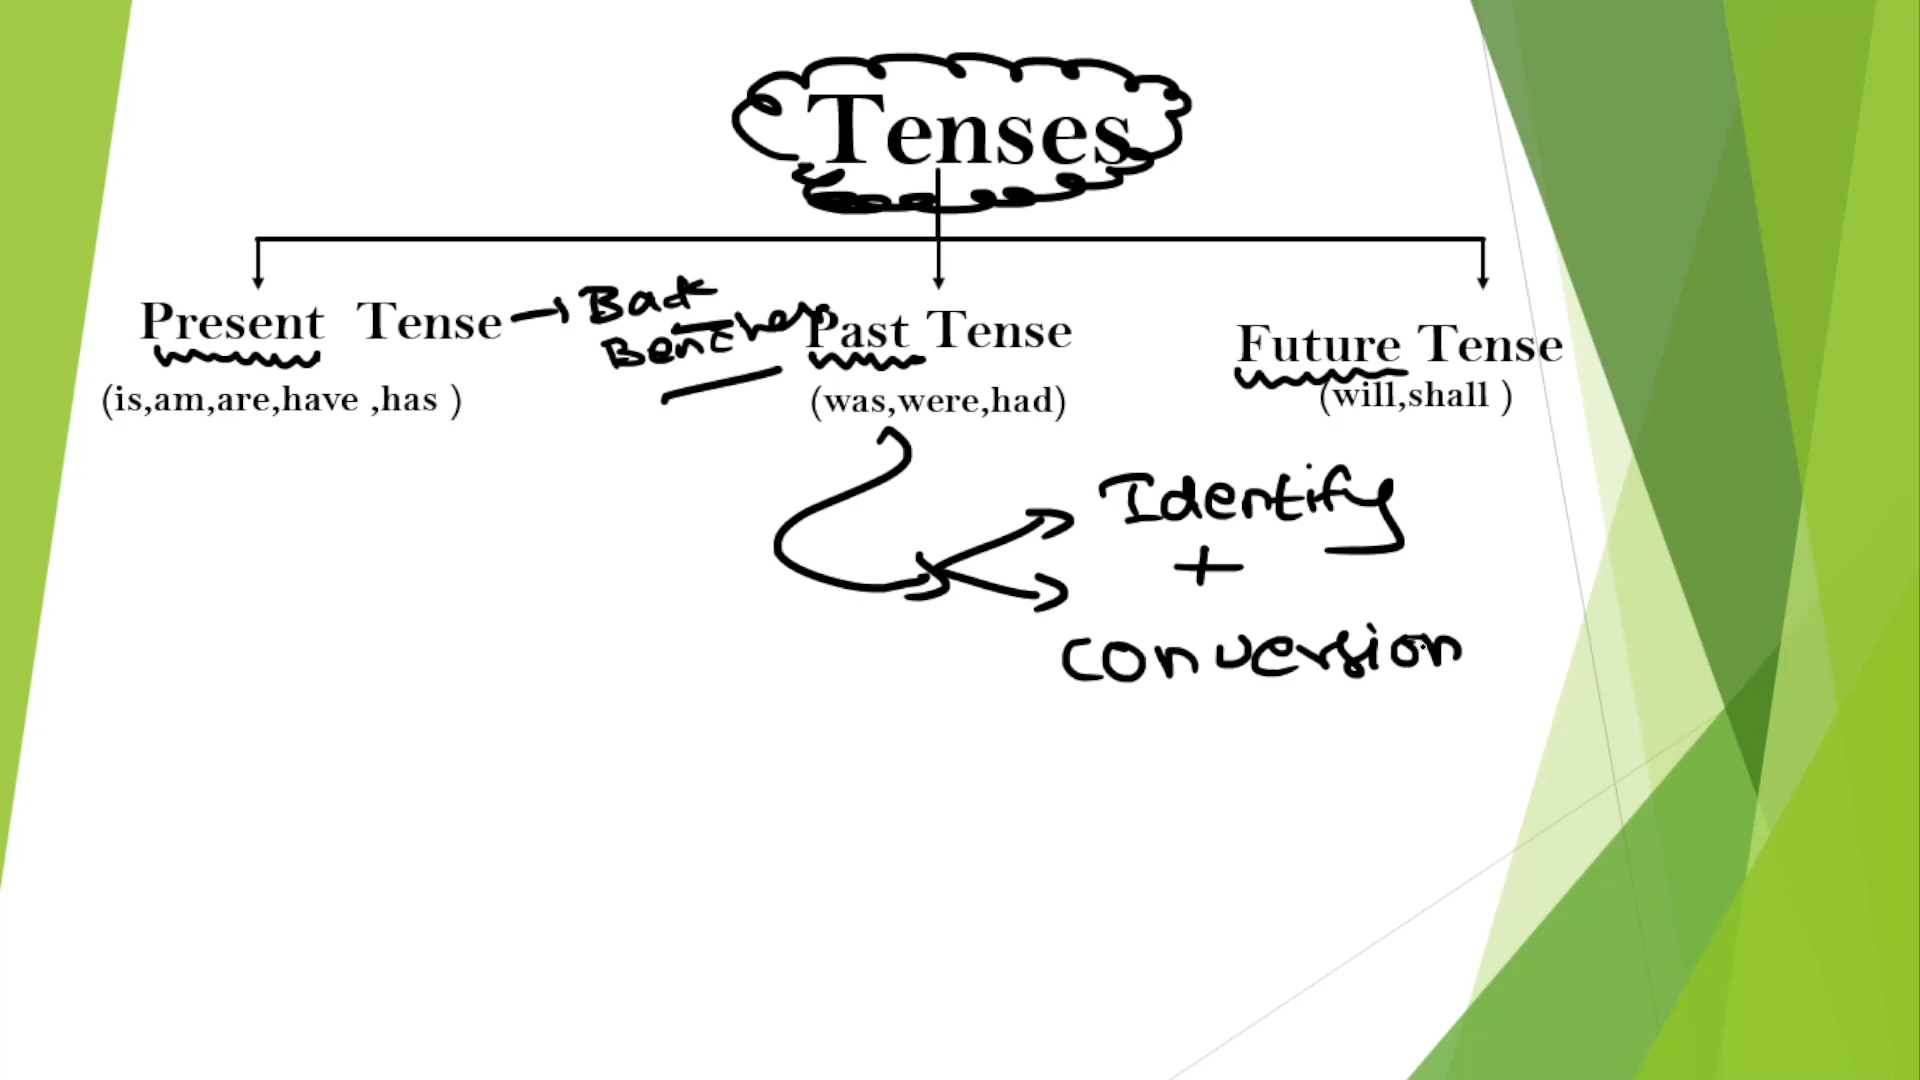 Tenses
Present Tense → Back
Benchers
(is,am,are,have ,has )
Past Tense
(was,were,had)
Future Tense
(will,shall )
Identify
+
conversion